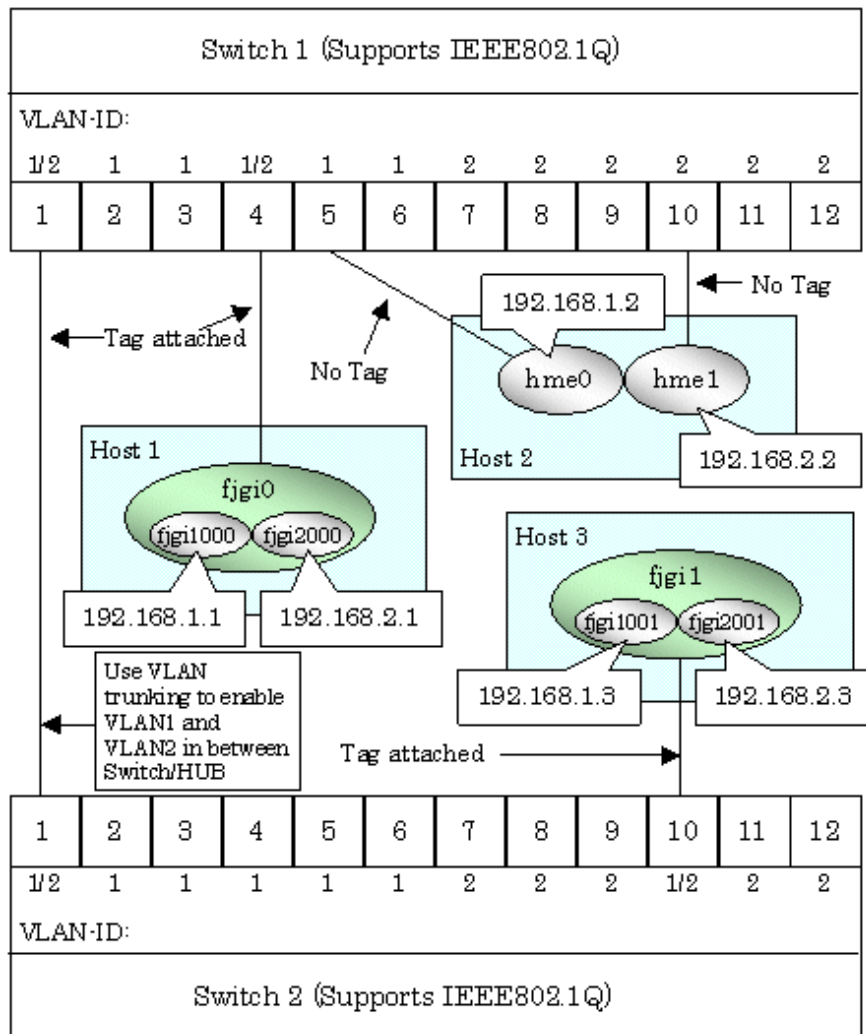 Switch 1 (Supports IEEE802.1Q)
VLAN-ID:
1/2 1 1 1/2 1 1 2 2 2 2 2 2
1 2 3 4 5 6 7 8 9 10 11 12
No Tag
192.168.1.2
Tag attached
No Tag
hme0 hme1
Host 1
Host 2
192.168.2.2
fjgi0
fjgi1000 fjgi2000
Host 3
fjgi1
192.168.1.1 192.168.2.1
fjgi1001 fjgi2001
Use VLAN
trunking to enable
VLAN1 and
VLAN2 in between
Switch/HUB
192.168.1.3 192.168.2.3
Tag attached
1 2 3 4 5 6 7 8 9 10 11 12
1/2 1 1 1 1 1 2 2 2 1/2 2 2
VLAN-ID:
Switch 2 (Supports IEEE802.1Q)